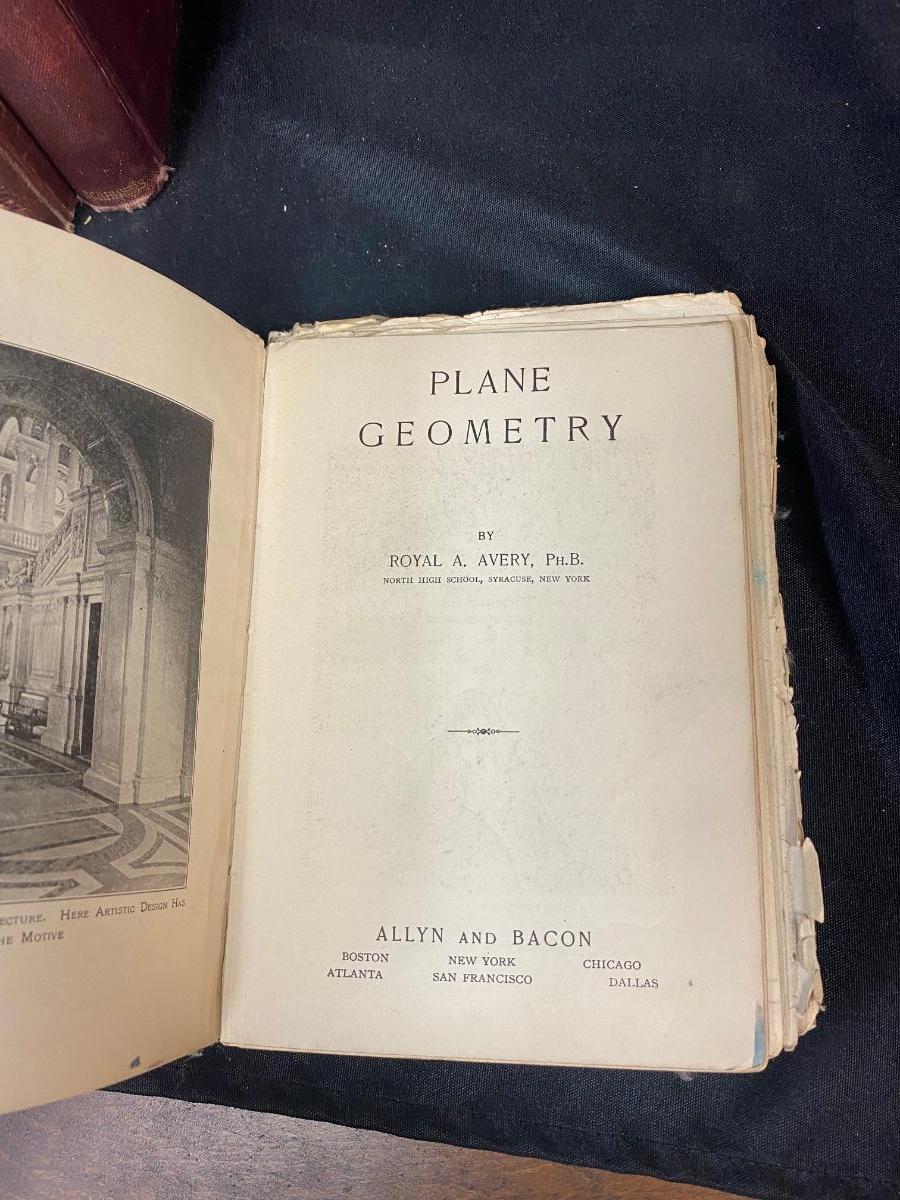 ECTURE. HERE ARTISTIC DESIGN HAS
HE MOTIVE
PLANE
GEOMETRY
BY
ROYAL A. AVERY, PH.B.
NORTH HIGH SCHOOL, SYRACUSE, NEW YORK
ALLYN AND BACON
BOSTON NEW YORK CHICAGO
ATLANTA SAN FRANCISCO DALLAS